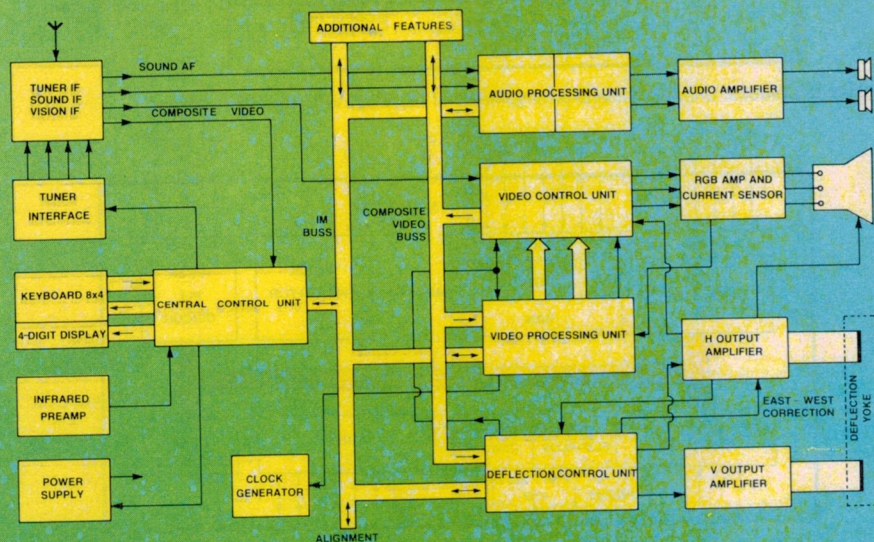 ADDITIONAL FEATURES
TUNER IF
SOUND IF
VISION IF
SOUND AF
COMPOSITE VIDEO
AUDIO PROCESSING UNIT
AUDIO AMPLIFIER
TUNER
INTERFACE
IM
BUSS
COMPOSITE
VIDEO
BUSS
VIDEO CONTROL UNIT
RGB AMP AND
CURRENT SENSOR
KEYBOARD 8x4
4-DIGIT DISPLAY
CENTRAL CONTROL UNIT
VIDEO PROCESSING UNIT
H OUTPUT
AMPLIFIER
INFRARED
PREAMP
EAST-WEST
CORRECTION
DEFLECTION
YOKE
POWER
SUPPLY
CLOCK
GENERATOR
DEFLECTION CONTROL UNIT
V OUTPUT
AMPLIFIER
ALIGNMENT